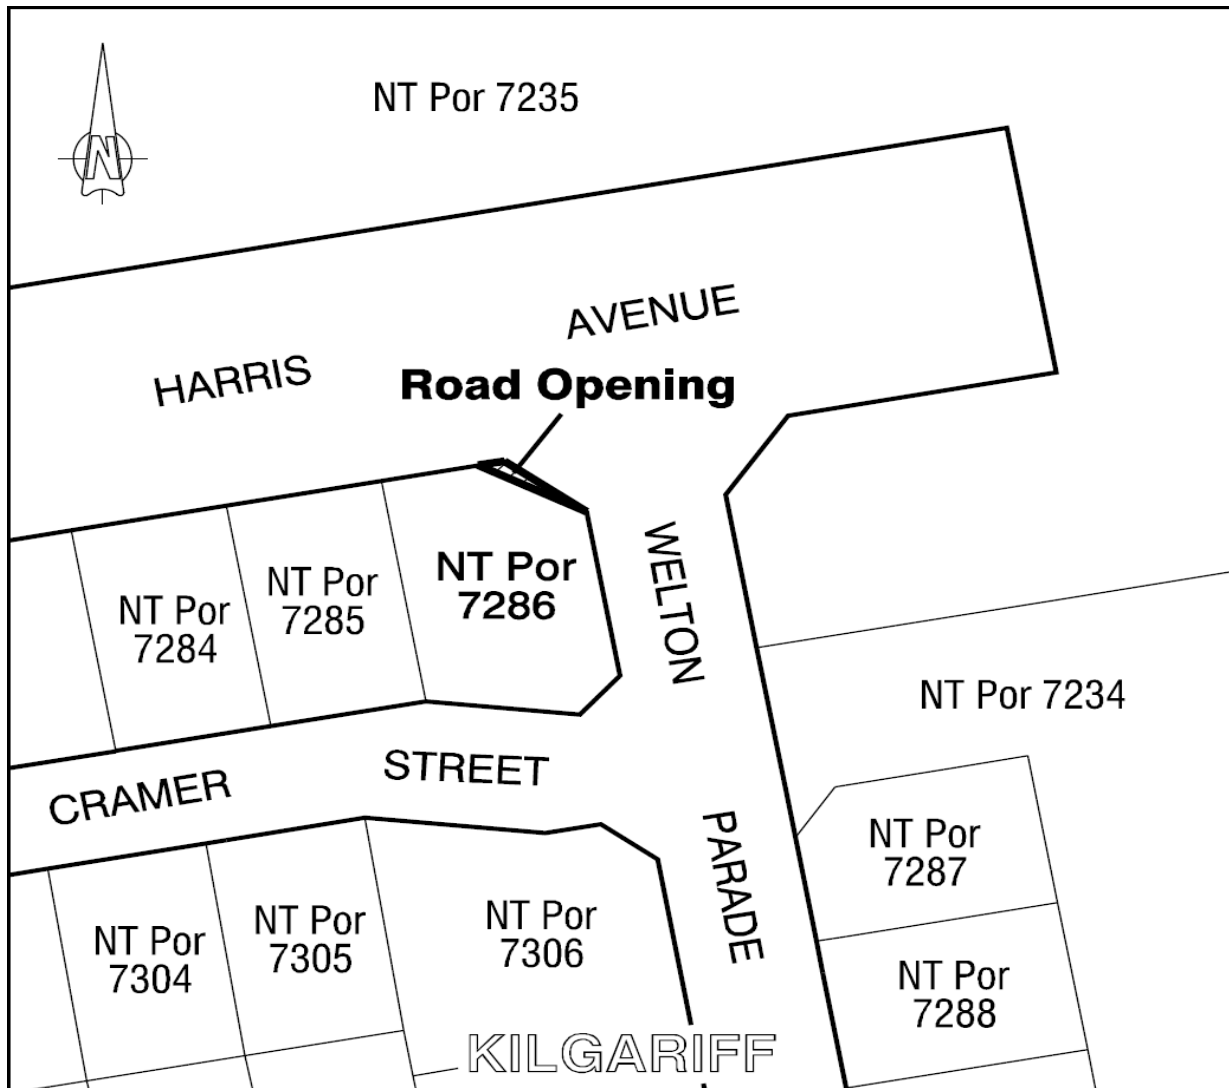 NT Por 7235
N
HARRIS AVENUE
Road Opening
NT Por
7284
NT Por
7285
NT Por
7286
WELTON PARADE
NT Por 7234
CRAMER STREET
NT Por
7287
NT Por
7304
NT Por
7305
NT Por
7306
NT Por
7288
KILGARIFF